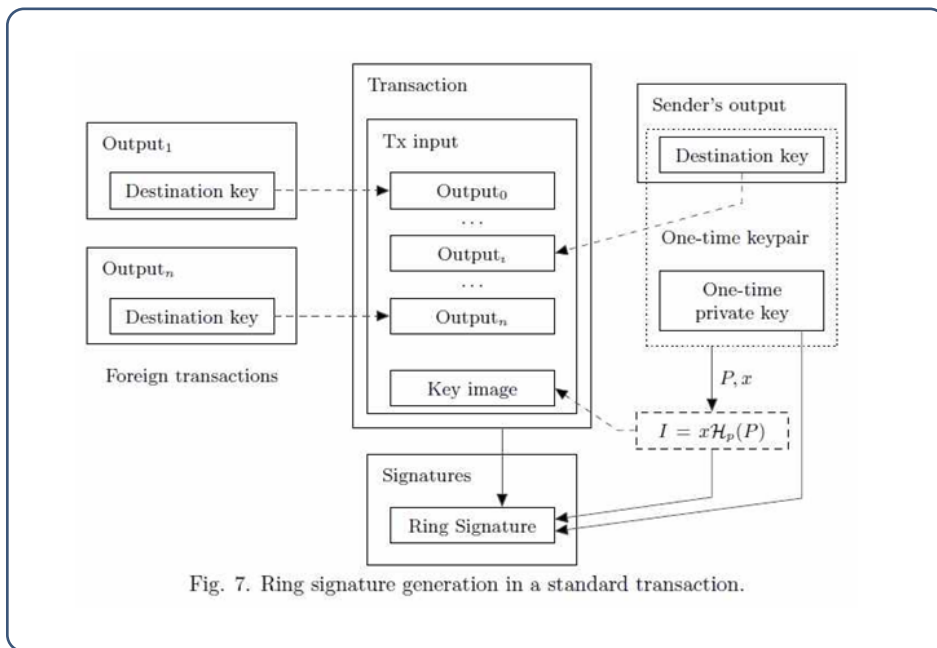 Transaction
Tx input
Output₀
...
Outputᵢ
...
Outputₙ
Key image
Output₁
Destination key
Outputₙ
Destination key
Foreign transactions
Sender's output
Destination key
One-time keypair
One-time
private key
P, x
I = xℋₚ(P)
Signatures
Ring Signature
Fig. 7. Ring signature generation in a standard transaction.